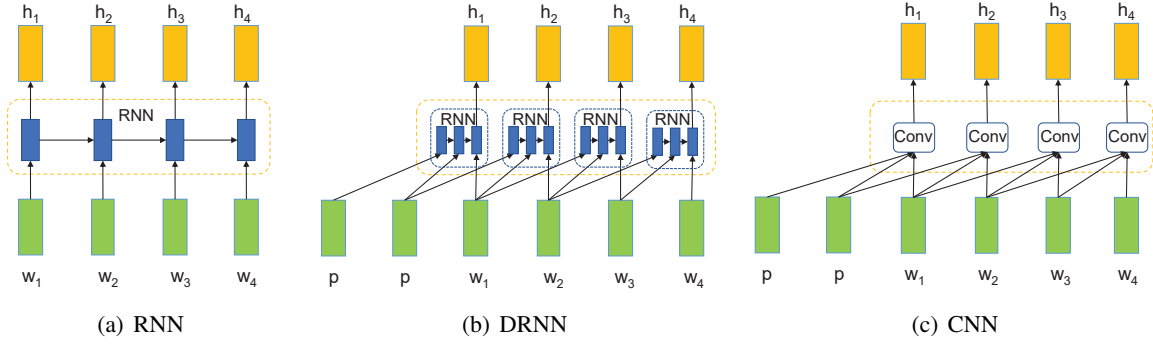 h₁ h₂ h₃ h₄
RNN
w₁ w₂ w₃ w₄
(a) RNN
h₁ h₂ h₃ h₄
RNN RNN RNN RNN
p p w₁ w₂ w₃ w₄
(b) DRNN
h₁ h₂ h₃ h₄
Conv Conv Conv Conv
p p w₁ w₂ w₃ w₄
(c) CNN